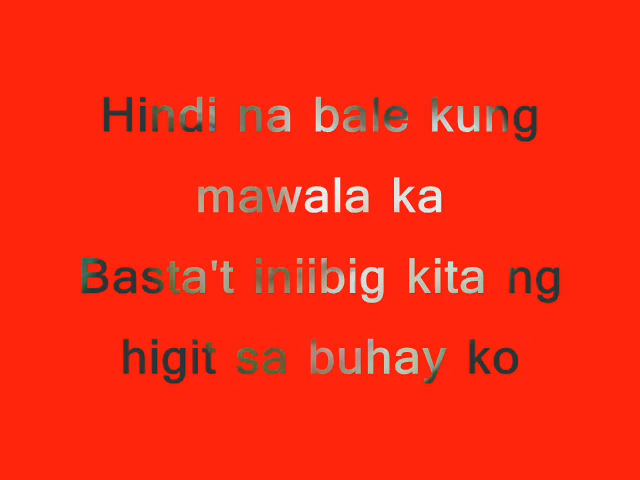 Hindi na bale kung
mawala ka
Basta't iniibig kita ng
higit sa buhay ko